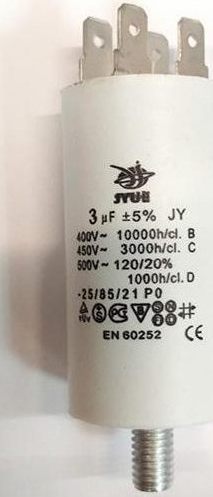 3 µF ±5% JY
400V~ 10000h/cl. B
450V~ 3000h/cl. C
500V~ 120/20%
1000h/cl.D
-25/85/21 P0
EN 60252 CE